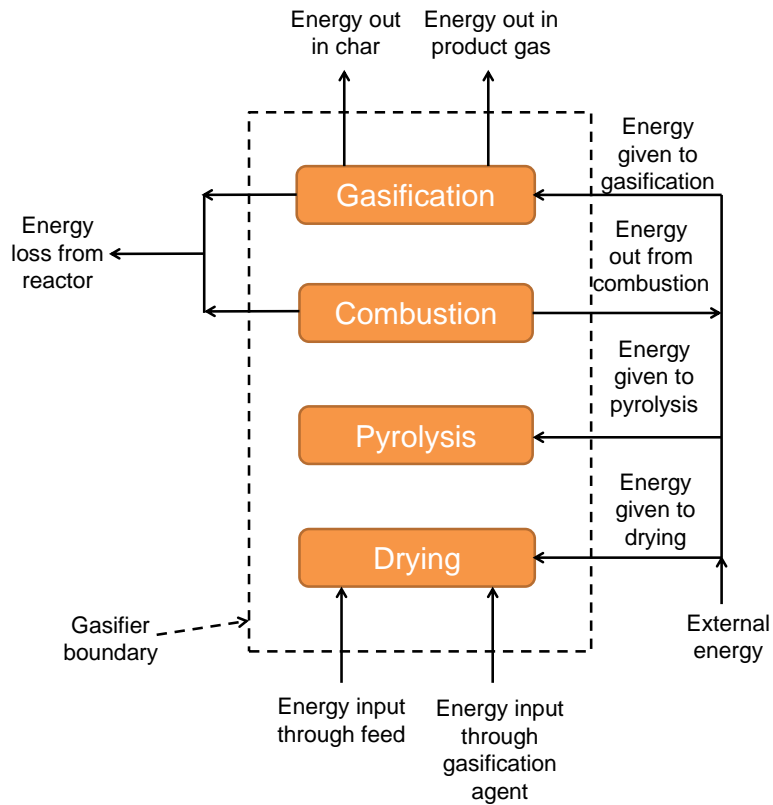 Energy out
in char
Energy out in
product gas
Energy
given to
gasification
Gasification
Energy
loss from
reactor
Energy
out from
combustion
Combustion
Energy
given to
pyrolysis
Pyrolysis
Energy
given to
drying
Drying
Gasifier
boundary
External
energy
Energy input
through feed
Energy input
through
gasification
agent